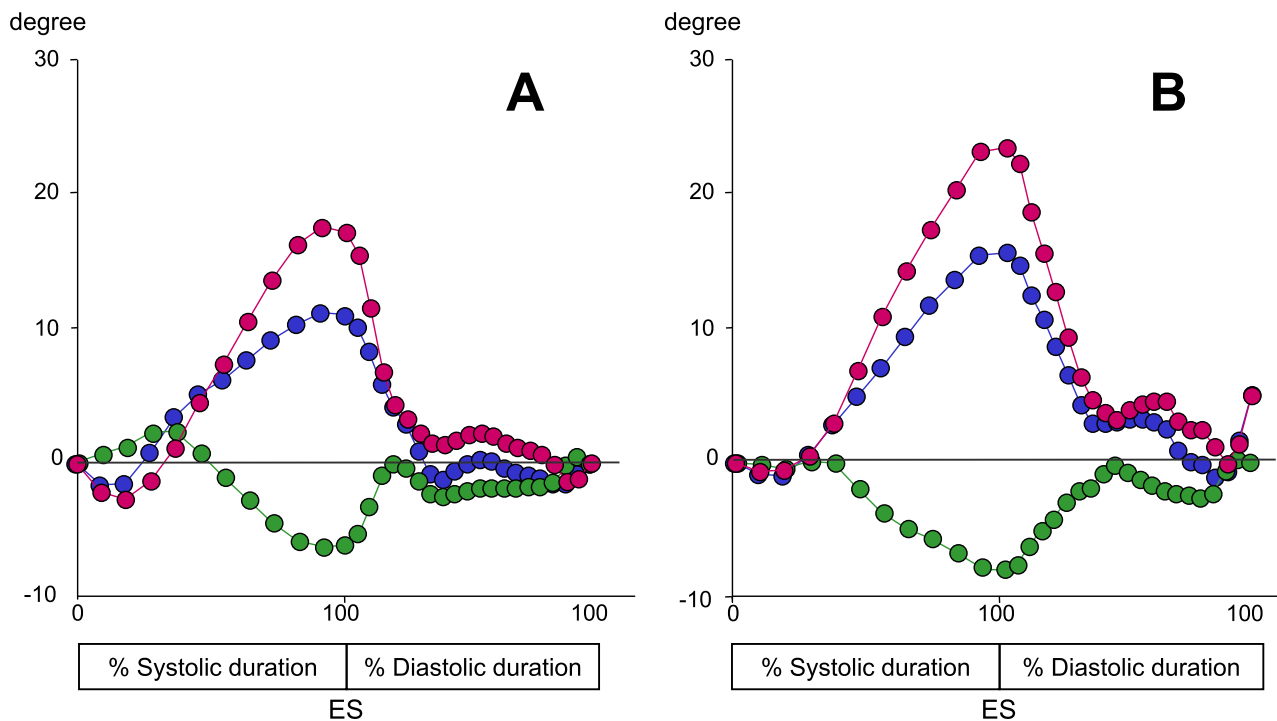 degree
30
20
10
0
-10
0
100
100
A
% Systolic duration
% Diastolic duration
ES
degree
30
20
10
0
-10
0
100
100
B
% Systolic duration
% Diastolic duration
ES